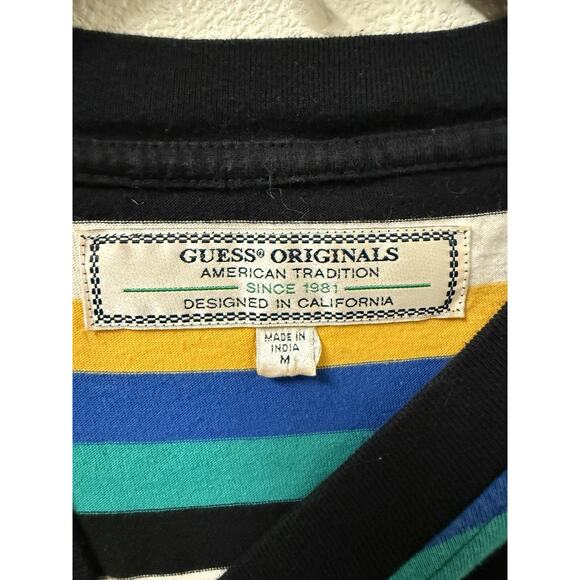 GUESS® ORIGINALS
AMERICAN TRADITION
SINCE 1981
DESIGNED IN CALIFORNIA
MADE IN
INDIA
M